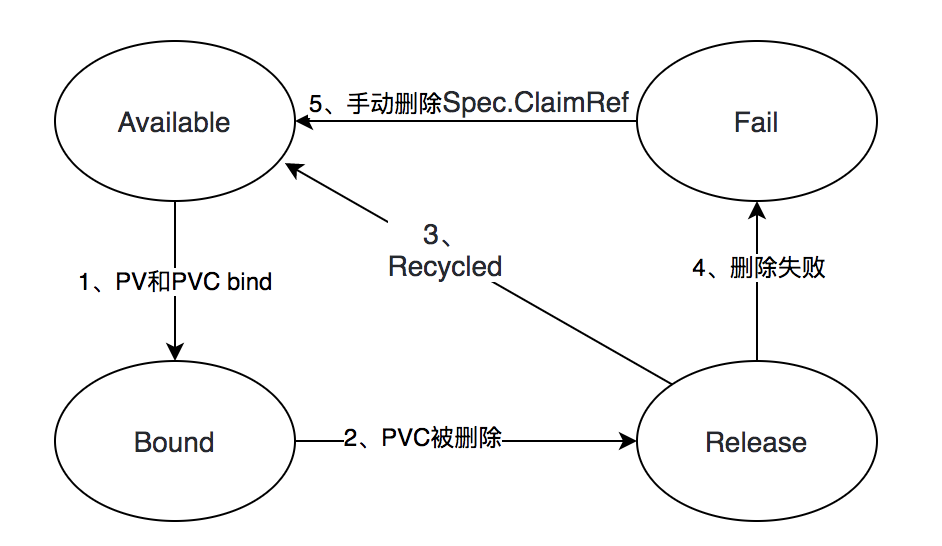 Available
5、手动删除Spec.ClaimRef
Fail
3、
Recycled
1、PV和PVC bind
4、删除失败
Bound
2、PVC被删除
Release